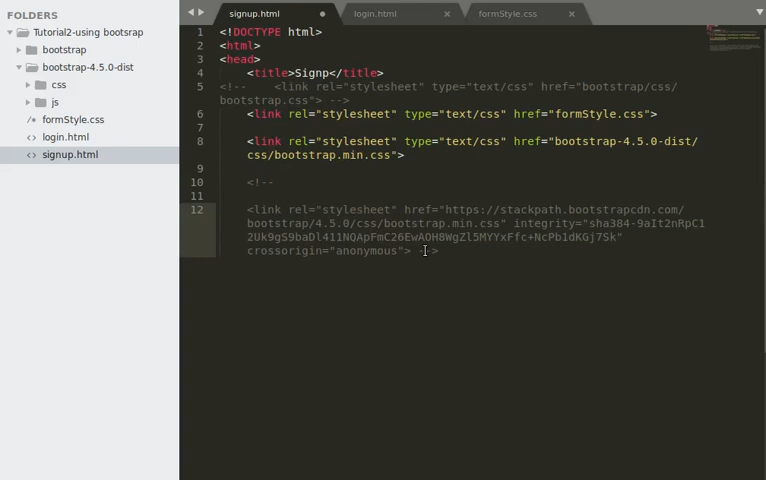 FOLDERS
Tutorial2-using bootsrap
bootstrap
bootstrap-4.5.0-dist
css
js
formStyle.css
login.html
signup.html
signup.html
login.html
formStyle.css
1 <!DOCTYPE html>
2 <html>
3 <head>
4 <title>Signp</title>
5 <!-- <link rel="stylesheet" type="text/css" href="bootstrap/css/
bootstrap.css"> -->
6 <link rel="stylesheet" type="text/css" href="formStyle.css">
7
8 <link rel="stylesheet" type="text/css" href="bootstrap-4.5.0-dist/
css/bootstrap.min.css">
9
10 <!--
11
12 <link rel="stylesheet" href="https://stackpath.bootstrapcdn.com/
bootstrap/4.5.0/css/bootstrap.min.css" integrity="sha384-9aIt2nRpC1
2Uk9gS9baDl411NQApFmC26EwAOH8WgZl5MYYxFfc+NcPb1dKGj7Sk"
crossorigin="anonymous"> -->